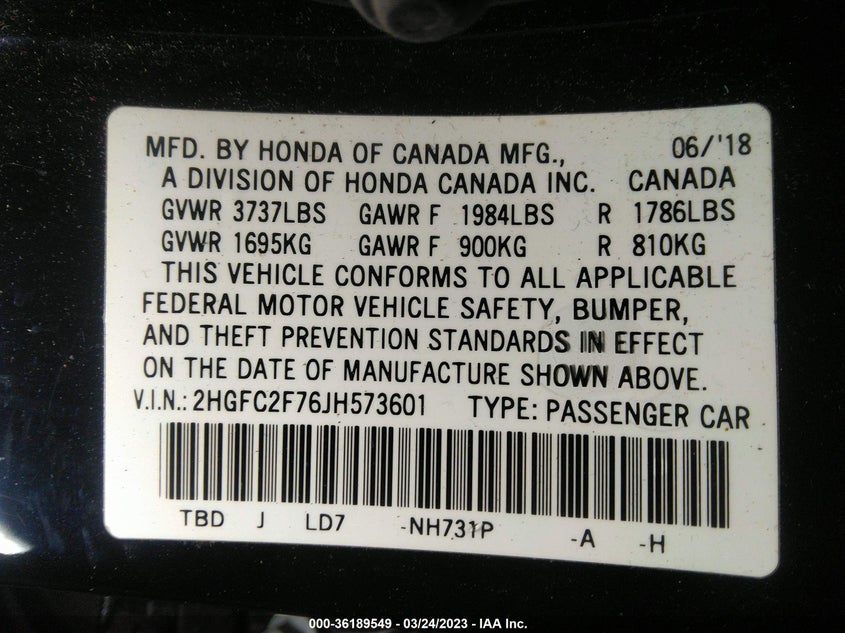 MFD. BY HONDA OF CANADA MFG., 06/'18
A DIVISION OF HONDA CANADA INC. CANADA
GVWR 3737LBS GAWR F 1984LBS R 1786LBS
GVWR 1695KG GAWR F 900KG R 810KG
THIS VEHICLE CONFORMS TO ALL APPLICABLE
FEDERAL MOTOR VEHICLE SAFETY, BUMPER,
AND THEFT PREVENTION STANDARDS IN EFFECT
ON THE DATE OF MANUFACTURE SHOWN ABOVE.
V.I.N.: 2HGFC2F76JH573601 TYPE: PASSENGER CAR
TBD J LD7 -NH731P -A -H
000-36189549 - 03/24/2023 - IAA Inc.